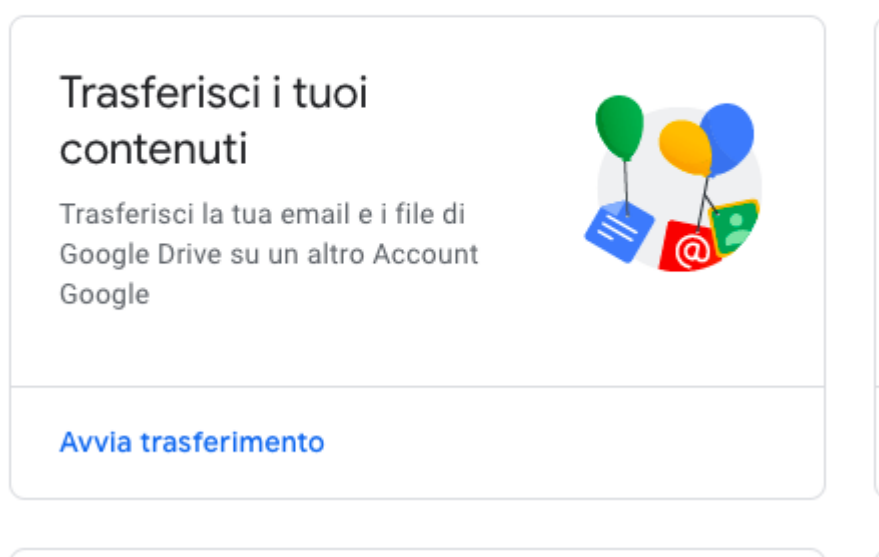 Trasferisci i tuoi
contenuti
Trasferisci la tua email e i file di
Google Drive su un altro Account
Google
@
Avvia trasferimento